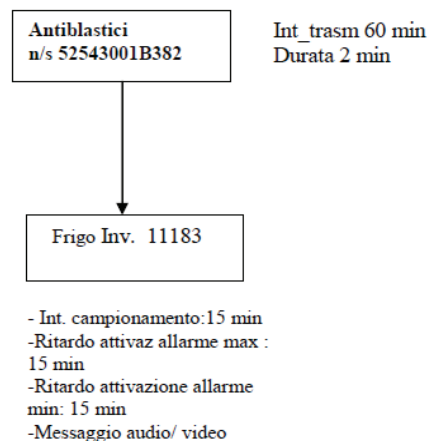 Antiblastici
n/s 52543001B382
Int_trasm 60 min
Durata 2 min
Frigo Inv. 11183
- Int. campionamento:15 min
-Ritardo attivaz allarme max :
15 min
-Ritardo attivazione allarme
min: 15 min
-Messaggio audio/ video